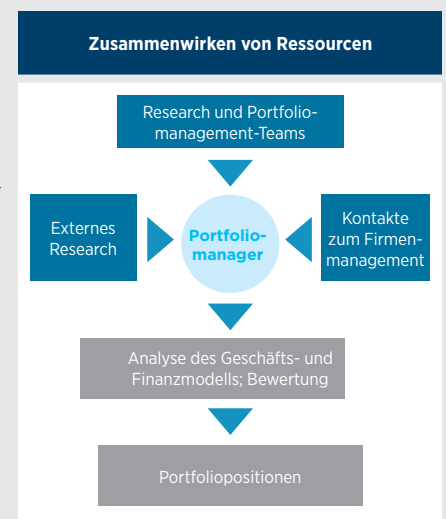 Zusammenwirken von Ressourcen
Research und Portfolio-
management-Teams
Externes
Research
Portfolio-
manager
Kontakte
zum Firmen-
management
Analyse des Geschäfts- und
Finanzmodells; Bewertung
Portfoliopositionen